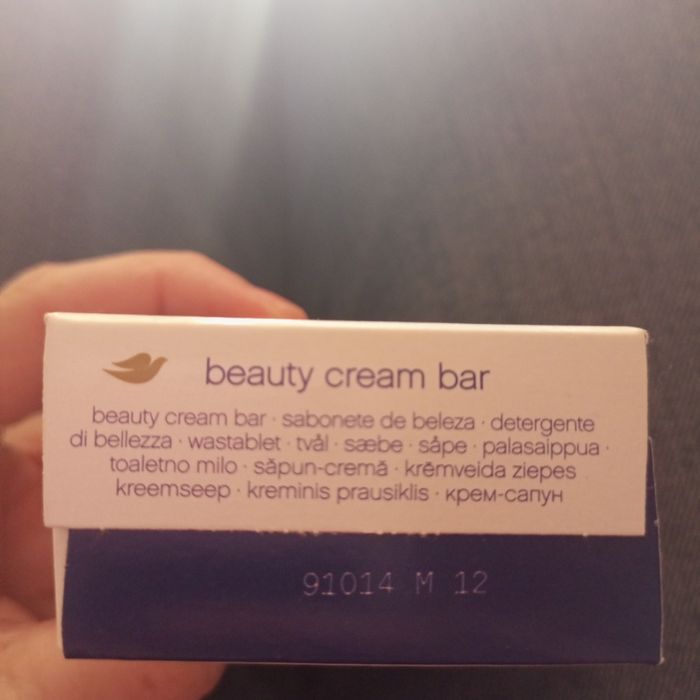 beauty cream bar
beauty cream bar · sabonete de beleza · detergente
di bellezza · wastablet · tvål · sæbe · såpe · palasaippua ·
toaletno milo · săpun-cremă · krēmveida ziepes
kreemseep · kreminis prausiklis · крем-сапун
91014 M 12